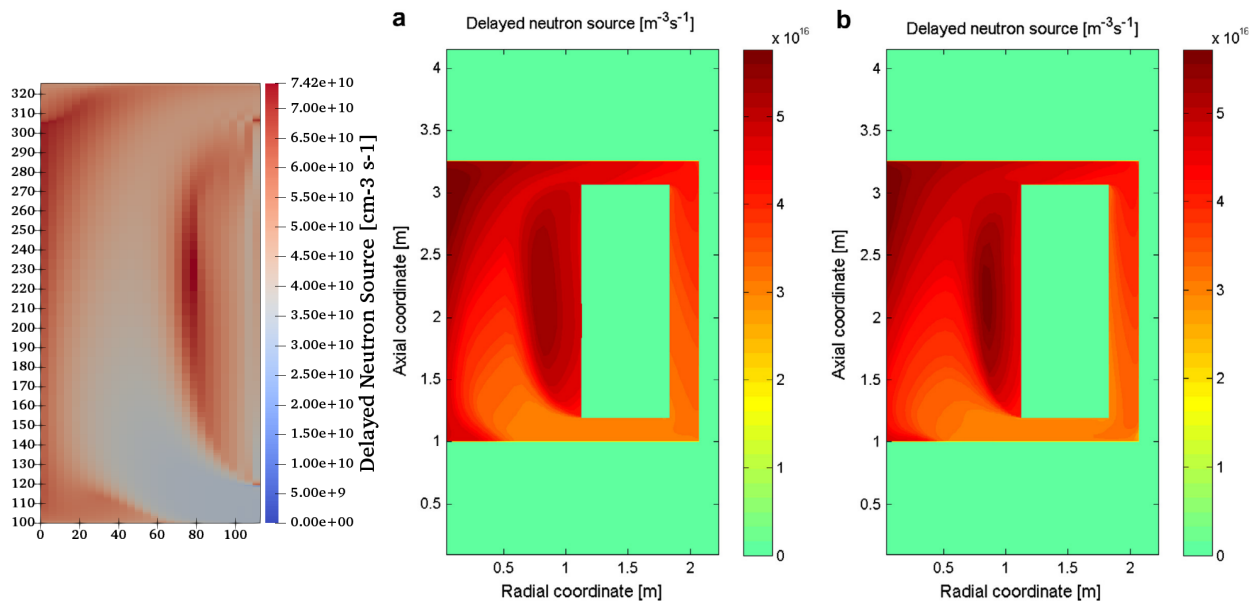 320
310
300
290
280
270
260
250
240
230
220
210
200
190
180
170
160
150
140
130
120
110
100
0
20
40
60
80
100
7.42e+10
7.00e+10
6.50e+10
6.00e+10
5.50e+10
5.00e+10
4.50e+10
4.00e+10
3.50e+10
3.00e+10
2.50e+10
2.00e+10
1.50e+10
1.00e+10
5.00e+9
0.00e+00
Delayed Neutron Source [cm-3 s-1]
a
Delayed neutron source [m⁻³s⁻¹]
x 10¹⁶
4
3.5
3
2.5
2
1.5
1
0.5
Axial coordinate [m]
0.5
1
1.5
2
Radial coordinate [m]
5
4
3
2
1
0
b
Delayed neutron source [m⁻³s⁻¹]
x 10¹⁶
4
3.5
3
2.5
2
1.5
1
0.5
Axial coordinate [m]
0.5
1
1.5
2
Radial coordinate [m]
5
4
3
2
1
0